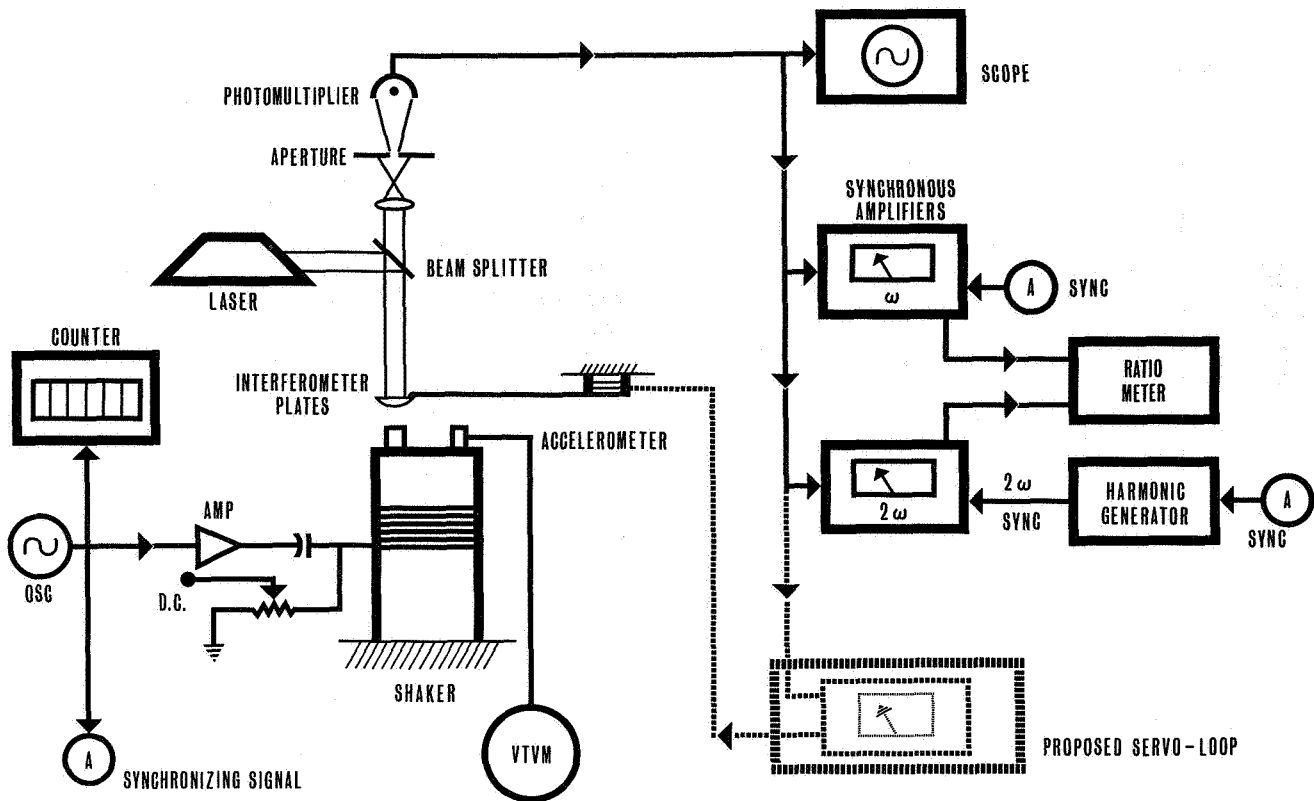 PHOTOMULTIPLIER
SCOPE
APERTURE
SYNCHRONOUS
AMPLIFIERS
BEAM SPLITTER
LASER
ω
A
SYNC
COUNTER
INTERFEROMETER
PLATES
RATIO
METER
ACCELEROMETER
AMP
2ω
2ω
SYNC
HARMONIC
GENERATOR
A
SYNC
OSC
D.C.
SHAKER
A
SYNCHRONIZING SIGNAL
VTVM
PROPOSED SERVO-LOOP